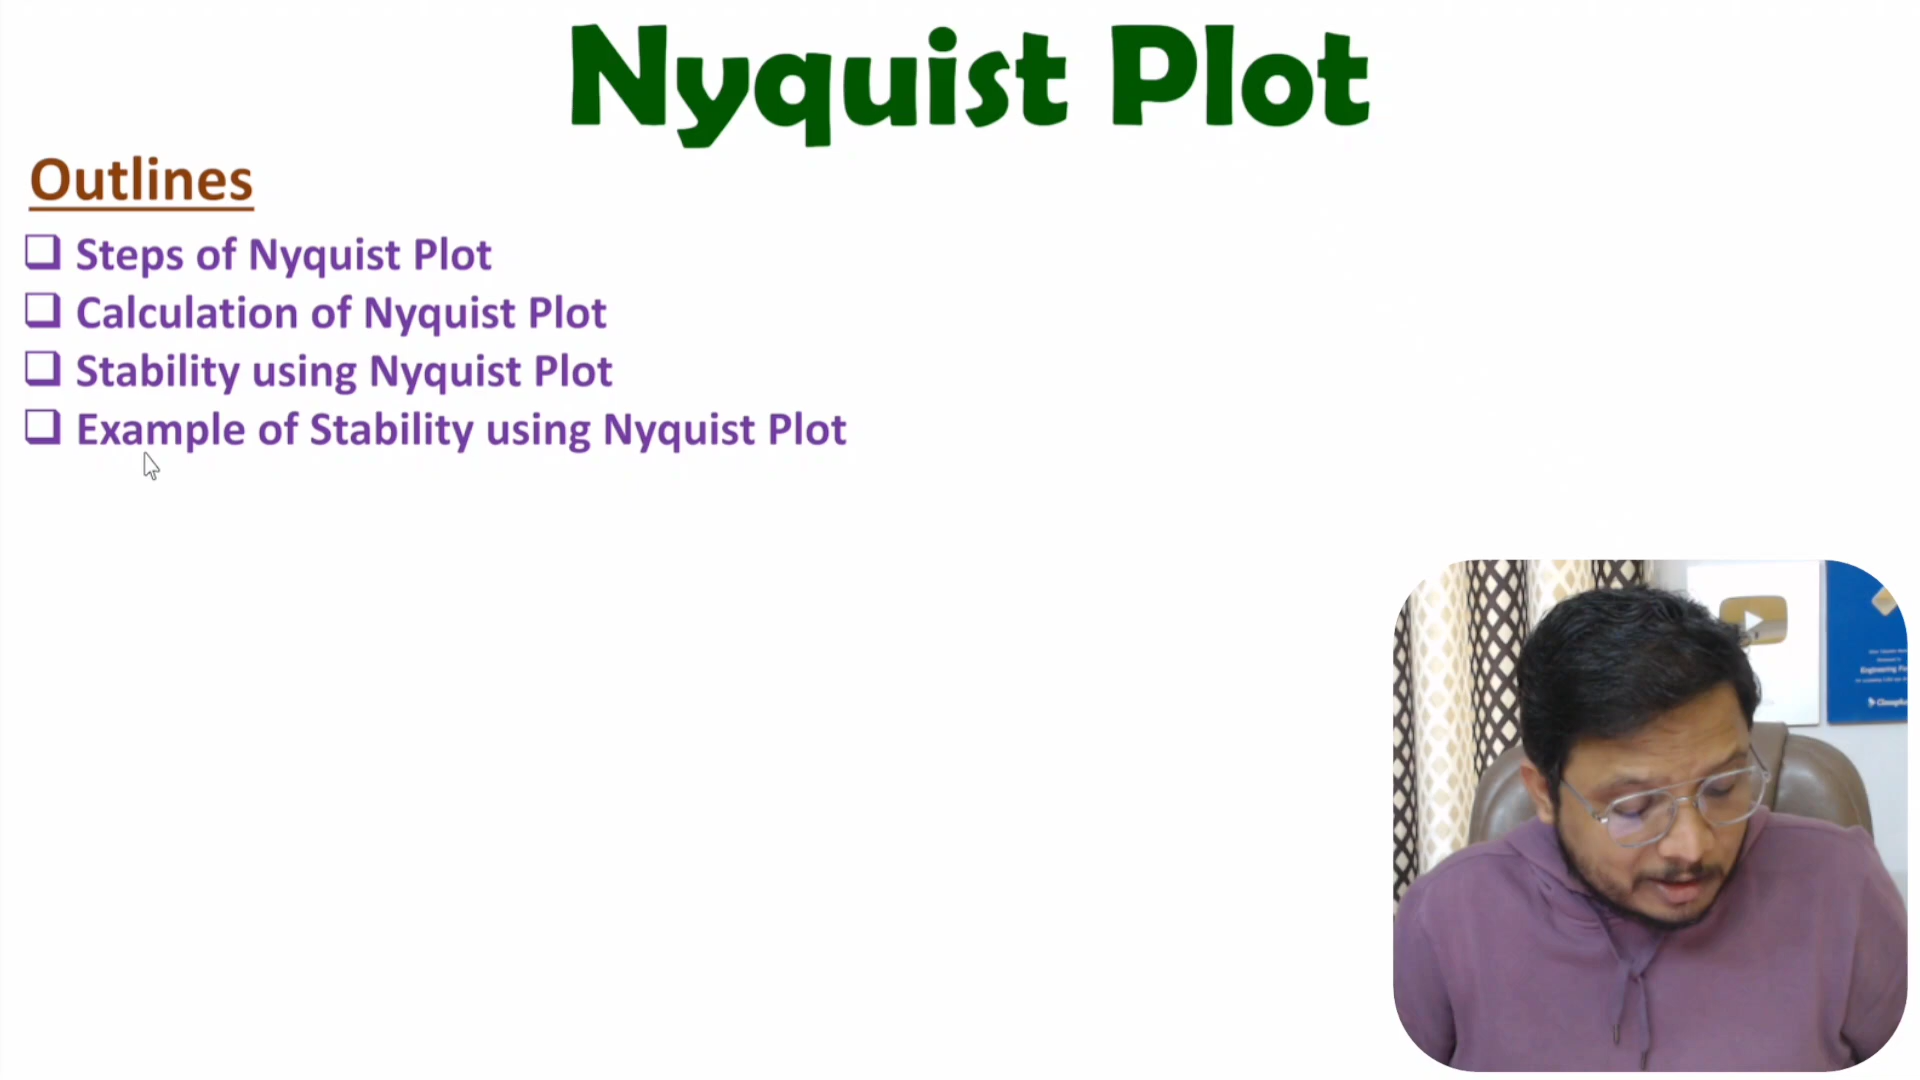 Nyquist Plot
Outlines
❑ Steps of Nyquist Plot
❑ Calculation of Nyquist Plot
❑ Stability using Nyquist Plot
❑ Example of Stability using Nyquist Plot